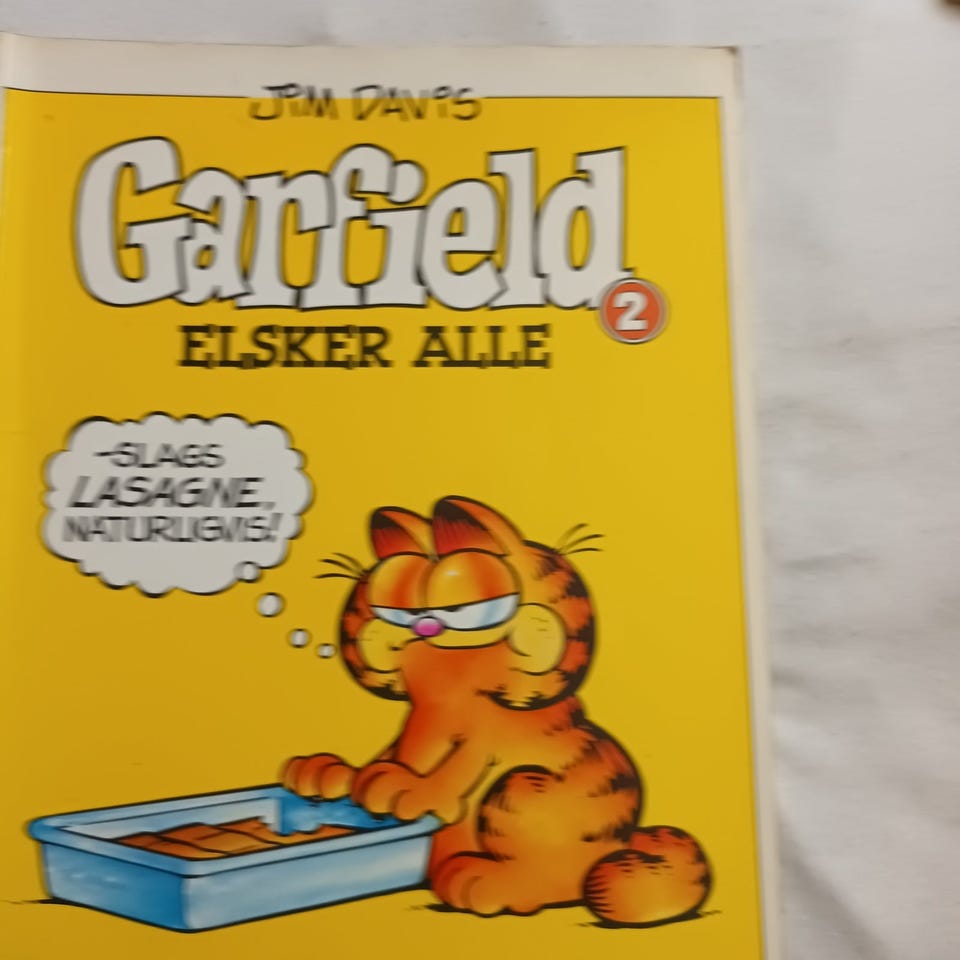 JIM DAVIS
Garfield
2
ELSKER ALLE
-SLAGS
LASAGNE,
NATURLIGVIS!